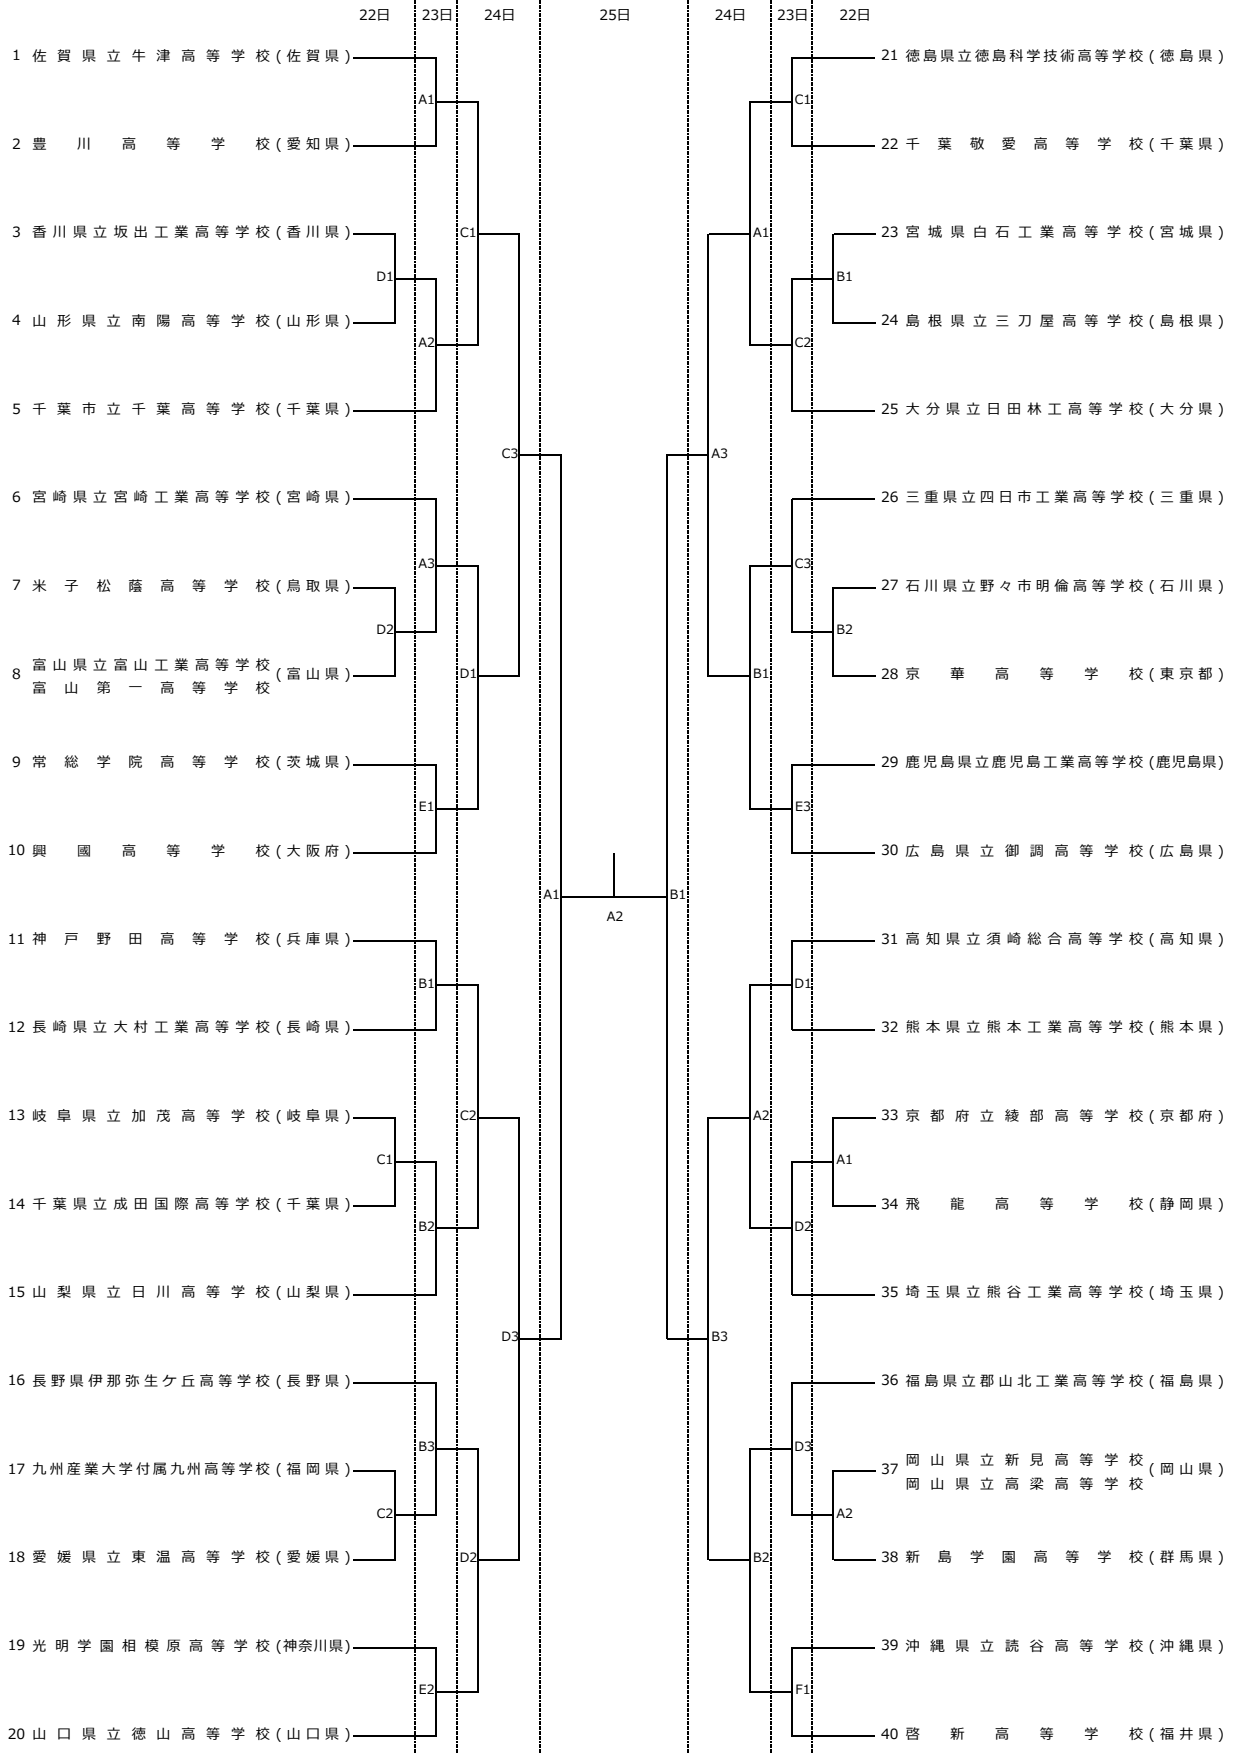 22日 23日 24日 25日 24日 23日 22日
1 佐賀県立牛津高等学校(佐賀県)
A1
2 豊川高等学校(愛知県)
3 香川県立坂出工業高等学校(香川県)
C1
D1
4 山形県立南陽高等学校(山形県)
A2
5 千葉市立千葉高等学校(千葉県)
C3
6 宮崎県立宮崎工業高等学校(宮崎県)
A3
7 米子松蔭高等学校(鳥取県)
D2
8 富山県立富山工業高等学校
富山第一高等学校
(富山県)
D1
9 常総学院高等学校(茨城県)
E1
10 興國高等学校(大阪府)
A1
11 神戸野田高等学校(兵庫県)
B1
12 長崎県立大村工業高等学校(長崎県)
13 岐阜県立加茂高等学校(岐阜県)
C2
C1
14 千葉県立成田国際高等学校(千葉県)
B2
15 山梨県立日川高等学校(山梨県)
D3
16 長野県伊那弥生ケ丘高等学校(長野県)
B3
17 九州産業大学付属九州高等学校(福岡県)
C2
18 愛媛県立東温高等学校(愛媛県)
D2
19 光明学園相模原高等学校(神奈川県)
E2
20 山口県立徳山高等学校(山口県)
A2
21 徳島県立徳島科学技術高等学校(徳島県)
C1
22 千葉敬愛高等学校(千葉県)
23 宮城県白石工業高等学校(宮城県)
A1
B1
24 島根県立三刀屋高等学校(島根県)
C2
25 大分県立日田林工高等学校(大分県)
A3
26 三重県立四日市工業高等学校(三重県)
C3
27 石川県立野々市明倫高等学校(石川県)
B2
28 京華高等学校(東京都)
B1
29 鹿児島県立鹿児島工業高等学校(鹿児島県)
E3
30 広島県立御調高等学校(広島県)
B1
31 高知県立須崎総合高等学校(高知県)
D1
32 熊本県立熊本工業高等学校(熊本県)
33 京都府立綾部高等学校(京都府)
A2
A1
34 飛龍高等学校(静岡県)
D2
35 埼玉県立熊谷工業高等学校(埼玉県)
B3
36 福島県立郡山北工業高等学校(福島県)
D3
37 岡山県立新見高等学校
岡山県立高梁高等学校
(岡山県)
A2
38 新島学園高等学校(群馬県)
B2
39 沖縄県立読谷高等学校(沖縄県)
F1
40 啓新高等学校(福井県)